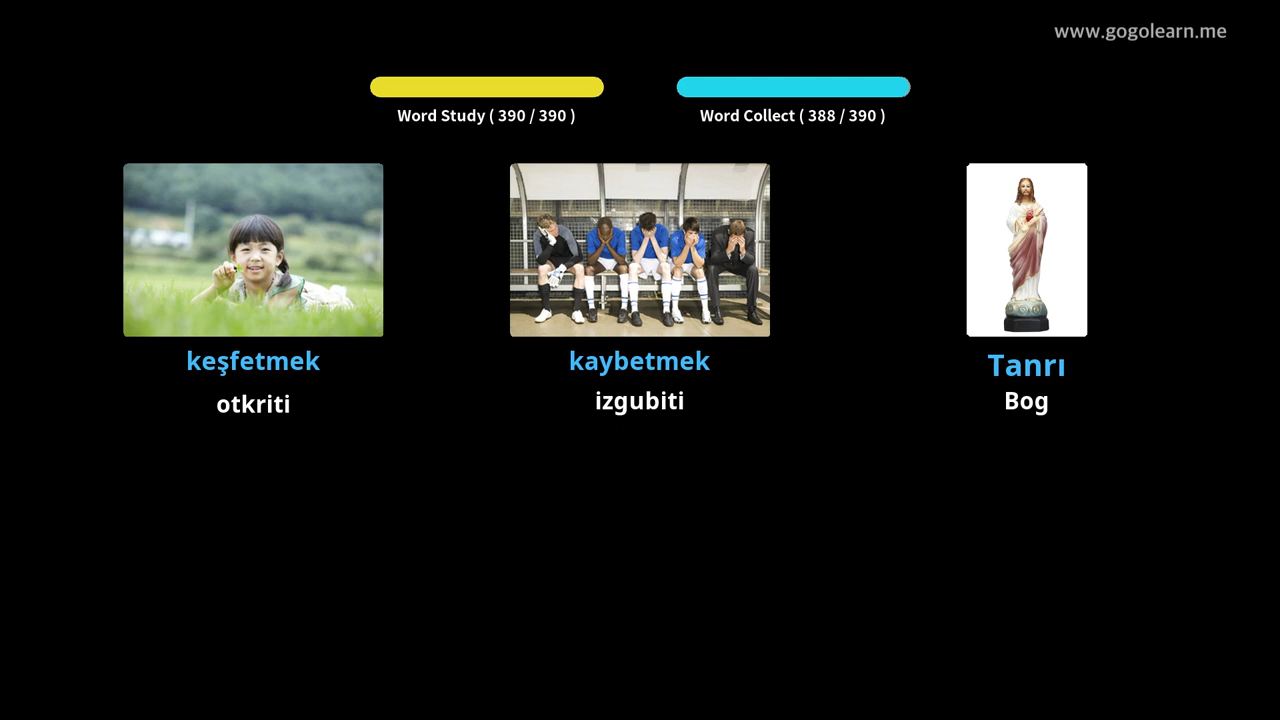 www.gogolearn.me
Word Study ( 390 / 390 )
Word Collect ( 388 / 390 )
keşfetmek
otkriti
kaybetmek
izgubiti
Tanrı
Bog